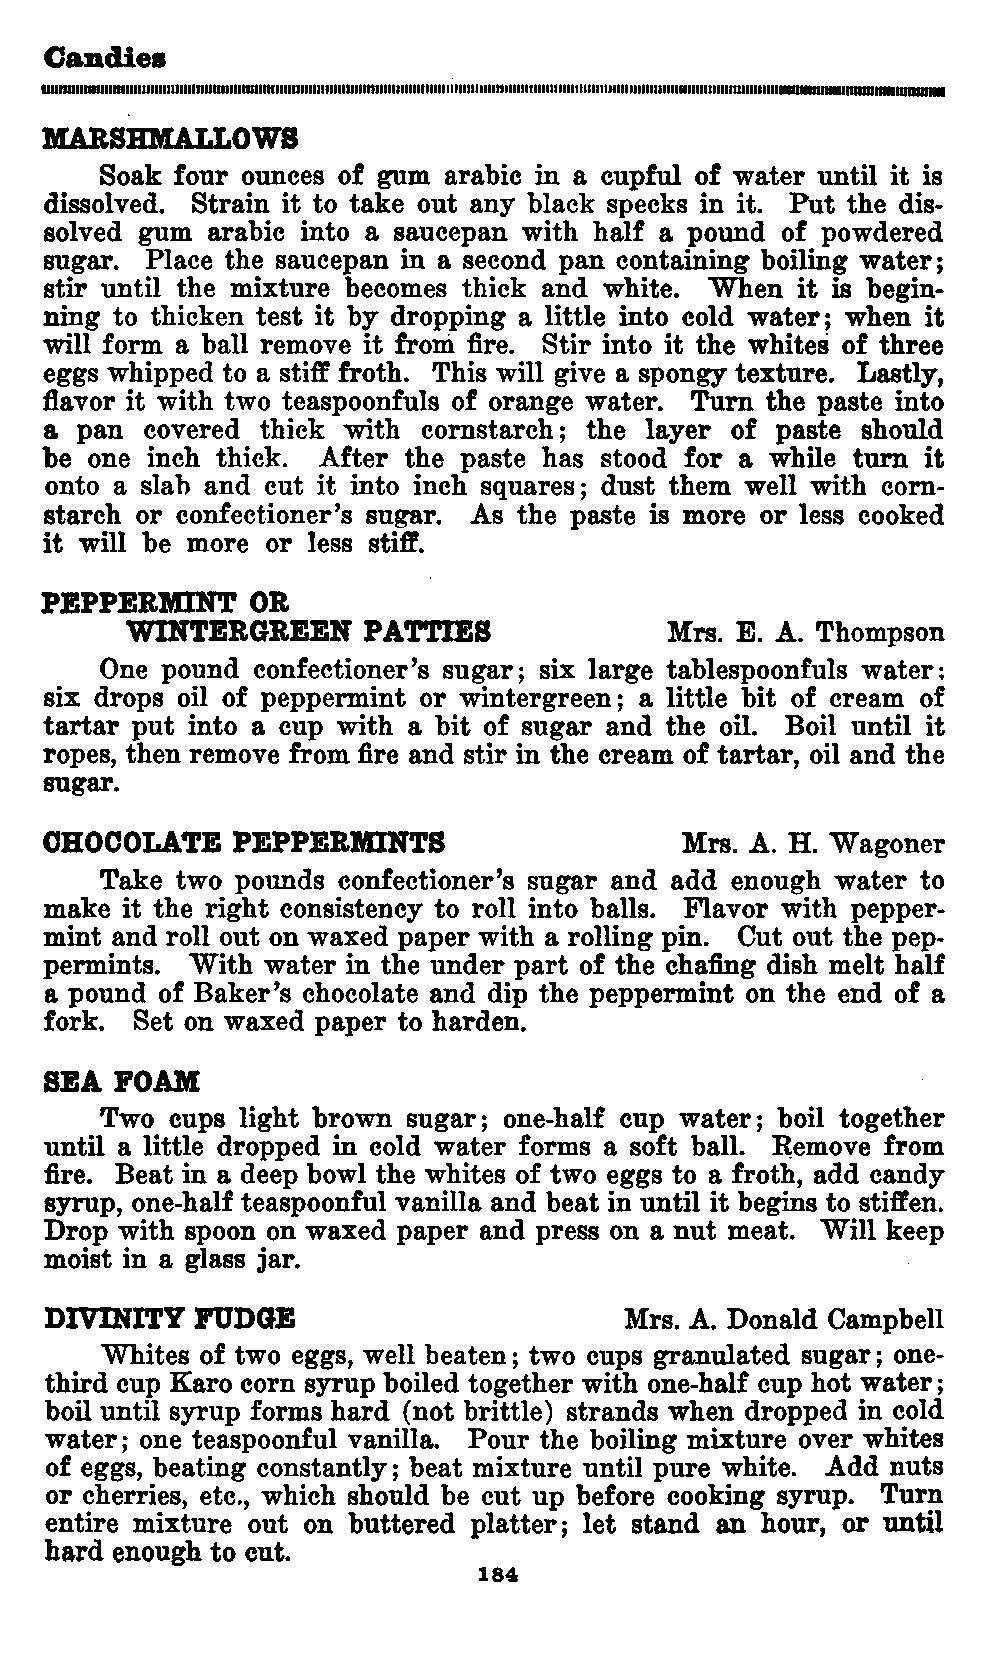 Candies
MARSHMALLOWS
Soak four ounces of gum arabic in a cupful of water until it is
dissolved. Strain it to take out any black specks in it. Put the dis-
solved gum arabic into a saucepan with half a pound of powdered
sugar. Place the saucepan in a second pan containing boiling water;
stir until the mixture becomes thick and white. When it is begin-
ning to thicken test it by dropping a little into cold water; when it
will form a ball remove it from fire. Stir into it the whites of three
eggs whipped to a stiff froth. This will give a spongy texture. Lastly,
flavor it with two teaspoonfuls of orange water. Turn the paste into
a pan covered thick with cornstarch; the layer of paste should
be one inch thick. After the paste has stood for a while turn it
onto a slab and cut it into inch squares; dust them well with corn-
starch or confectioner's sugar. As the paste is more or less cooked
it will be more or less stiff.
PEPPERMINT OR
WINTERGREEN PATTIES Mrs. E. A. Thompson
One pound confectioner's sugar; six large tablespoonfuls water;
six drops oil of peppermint or wintergreen; a little bit of cream of
tartar put into a cup with a bit of sugar and the oil. Boil until it
ropes, then remove from fire and stir in the cream of tartar, oil and the
sugar.
CHOCOLATE PEPPERMINTS Mrs. A. H. Wagoner
Take two pounds confectioner's sugar and add enough water to
make it the right consistency to roll into balls. Flavor with pepper-
mint and roll out on waxed paper with a rolling pin. Cut out the pep-
permints. With water in the under part of the chafing dish melt half
a pound of Baker's chocolate and dip the peppermint on the end of a
fork. Set on waxed paper to harden.
SEA FOAM
Two cups light brown sugar; one-half cup water; boil together
until a little dropped in cold water forms a soft ball. Remove from
fire. Beat in a deep bowl the whites of two eggs to a froth, add candy
syrup, one-half teaspoonful vanilla and beat in until it begins to stiffen.
Drop with spoon on waxed paper and press on a nut meat. Will keep
moist in a glass jar.
DIVINITY FUDGE Mrs. A. Donald Campbell
Whites of two eggs, well beaten; two cups granulated sugar; one-
third cup Karo corn syrup boiled together with one-half cup hot water;
boil until syrup forms hard (not brittle) strands when dropped in cold
water; one teaspoonful vanilla. Pour the boiling mixture over whites
of eggs, beating constantly; beat mixture until pure white. Add nuts
or cherries, etc., which should be cut up before cooking syrup. Turn
entire mixture out on buttered platter; let stand an hour, or until
hard enough to cut.
184